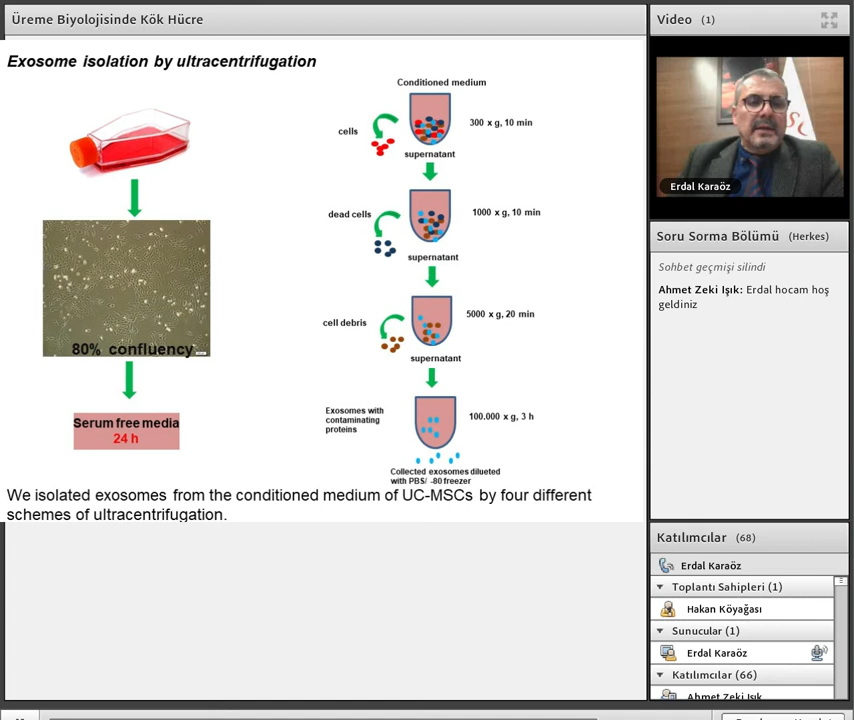 Üreme Biyolojisinde Kök Hücre
Exosome isolation by ultracentrifugation
80% confluency
Serum free media
24 h
Conditioned medium
cells
300 x g, 10 min
supernatant
dead cells
1000 x g, 10 min
supernatant
cell debris
5000 x g, 20 min
supernatant
Exosomes with
contaminating
proteins
100.000 x g, 3 h
Collected exosomes dilueted
with PBS/ -80 freezer
We isolated exosomes from the conditioned medium of UC-MSCs by four different
schemes of ultracentrifugation.
Video (1)
Erdal Karaöz
Soru Sorma Bölümü (Herkes)
Sohbet geçmişi silindi
Ahmet Zeki Işık: Erdal hocam hoş
geldiniz
Katılımcılar (68)
Erdal Karaöz
Toplantı Sahipleri (1)
Hakan Köyağası
Sunucular (1)
Erdal Karaöz
Katılımcılar (66)
Ahmet Zeki Işık